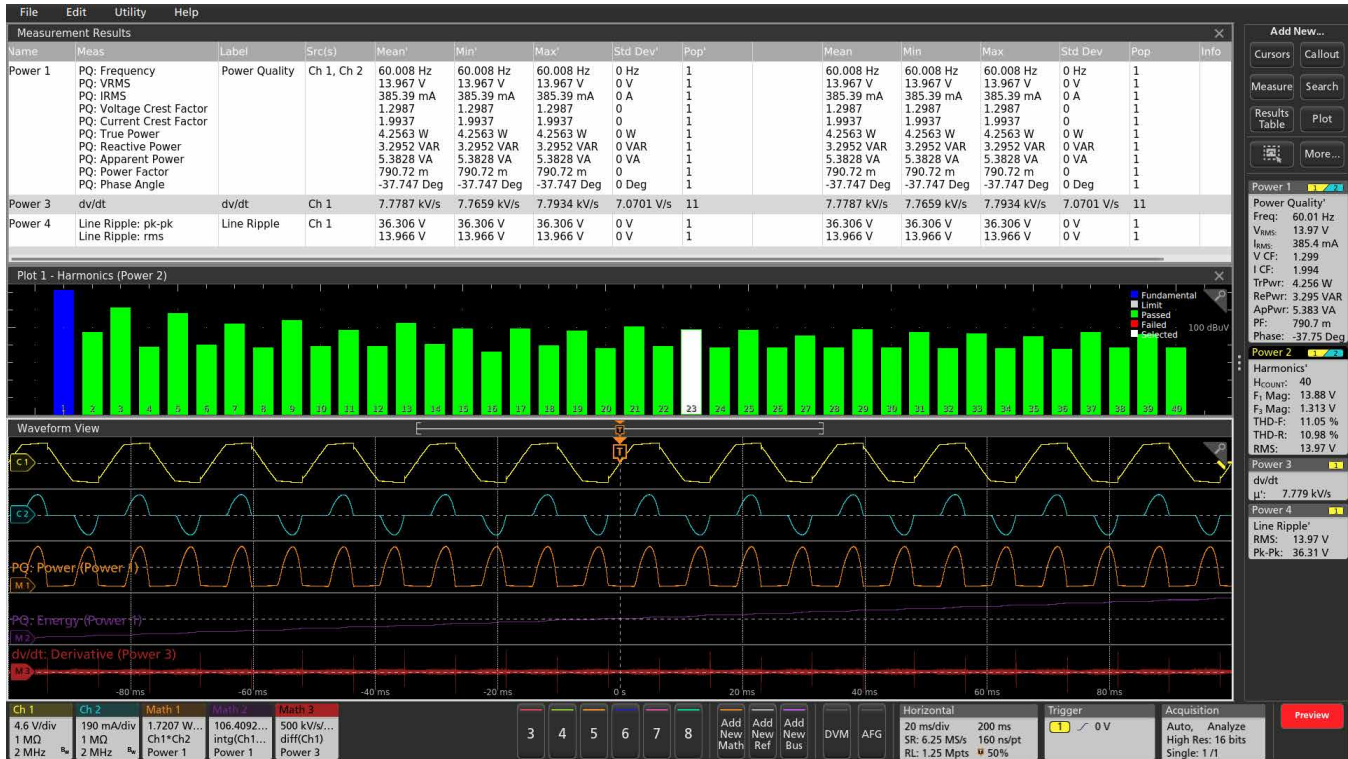 File Edit Utility Help
Measurement Results
Name Meas Label Src(s) Mean' Min' Max' Std Dev' Pop' Mean Min Max Std Dev Pop Info
Power 1 PQ: Frequency Power Quality Ch 1, Ch 2 60.008 Hz 60.008 Hz 60.008 Hz 0 Hz 1 60.008 Hz 60.008 Hz 60.008 Hz 0 Hz 1
PQ: VRMS 13.967 V 13.967 V 13.967 V 0 V 1 13.967 V 13.967 V 13.967 V 0 V 1
PQ: IRMS 385.39 mA 385.39 mA 385.39 mA 0 A 1 385.39 mA 385.39 mA 385.39 mA 0 A 1
PQ: Voltage Crest Factor 1.2987 1.2987 1.2987 0 1 1.2987 1.2987 1.2987 0 1
PQ: Current Crest Factor 1.9937 1.9937 1.9937 0 1 1.9937 1.9937 1.9937 0 1
PQ: True Power 4.2563 W 4.2563 W 4.2563 W 0 W 1 4.2563 W 4.2563 W 4.2563 W 0 W 1
PQ: Reactive Power 3.2952 VAR 3.2952 VAR 3.2952 VAR 0 VAR 1 3.2952 VAR 3.2952 VAR 3.2952 VAR 0 VAR 1
PQ: Apparent Power 5.3828 VA 5.3828 VA 5.3828 VA 0 VA 1 5.3828 VA 5.3828 VA 5.3828 VA 0 VA 1
PQ: Power Factor 790.72 m 790.72 m 790.72 m 0 1 790.72 m 790.72 m 790.72 m 0 1
PQ: Phase Angle -37.747 Deg -37.747 Deg -37.747 Deg 0 Deg 1 -37.747 Deg -37.747 Deg -37.747 Deg 0 Deg 1
Power 3 dv/dt dv/dt Ch 1 7.7787 kV/s 7.7659 kV/s 7.7934 kV/s 7.0701 V/s 11 7.7787 kV/s 7.7659 kV/s 7.7934 kV/s 7.0701 V/s 11
Power 4 Line Ripple: pk-pk Line Ripple Ch 1 36.306 V 36.306 V 36.306 V 0 V 1 36.306 V 36.306 V 36.306 V 0 V 1
Line Ripple: rms 13.966 V 13.966 V 13.966 V 0 V 1 13.966 V 13.966 V 13.966 V 0 V 1
Plot 1 - Harmonics (Power 2)
Fundamental
Limit
Passed
Failed
Selected
100 dBuV
1 2 3 4 5 6 7 8 9 10 11 12 13 14 15 16 17 18 19 20 21 22 23 24 25 26 27 28 29 30 31 32 33 34 35 36 37 38 39 40
Waveform View
T
T
C 1
C 2
PQ: Power (Power 1)
M 1
PQ: Energy (Power 1)
M 2
dv/dt: Derivative (Power 3)
M 3
-80 ms -60 ms -40 ms -20 ms 0 s 20 ms 40 ms 60 ms 80 ms
Add New...
Cursors Callout
Measure Search
Results Table Plot
More...
Power 1 1 2
Power Quality'
Freq: 60.01 Hz
VRMS: 13.97 V
IRMS: 385.4 mA
V CF: 1.299
I CF: 1.994
TrPwr: 4.256 W
RePwr: 3.295 VAR
ApPwr: 5.383 VA
PF: 790.7 m
Phase: -37.75 Deg
Power 2 1 2
Harmonics'
HCOUNT: 40
F1 Mag: 13.88 V
F3 Mag: 1.313 V
THD-F: 11.05 %
THD-R: 10.98 %
RMS: 13.97 V
Power 3 1
dv/dt
µ': 7.779 kV/s
Power 4 1
Line Ripple'
RMS: 13.97 V
Pk-Pk: 36.31 V
Ch 1
4.6 V/div
1 MΩ
2 MHz Bw
Ch 2
190 mA/div
1 MΩ
2 MHz Bw
Math 1
1.7207 W...
Ch1*Ch2
Power 1
Math 2
106.4092...
intg(Ch1...
Power 1
Math 3
500 kV/s/...
diff(Ch1)
Power 3
3 4 5 6 7 8
Add New Math
Add New Ref
Add New Bus
DVM AFG
Horizontal
20 ms/div 200 ms
SR: 6.25 MS/s 160 ns/pt
RL: 1.25 Mpts 50%
Trigger
1 0 V
Acquisition
Auto, Analyze
High Res: 16 bits
Single: 1 /1
Preview